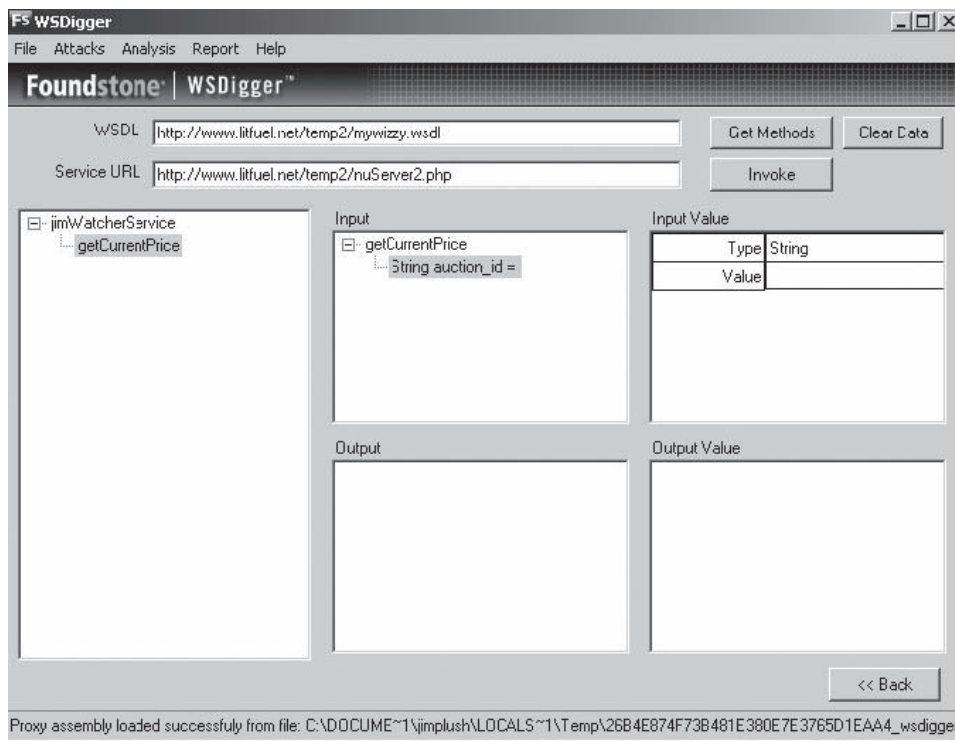 FS WSDigger
File Attacks Analysis Report Help
Foundstone | WSDigger™
WSDL http://www.litfuel.net/temp2/mywizzy.wsdl Get Methods Clear Data
Service URL http://www.litfuel.net/temp2/nuServer2.php Invoke
jimWatcherService
getCurrentPrice
Input
getCurrentPrice
String auction_id =
Input Value
Type String
Value
Output
Output Value
<< Back
Proxy assembly loaded successfuly from file: C:\DOCUME~1\jimplush\LOCALS~1\Temp\26B4E874F73B481E380E7E3765D1EAA4_wsdigge